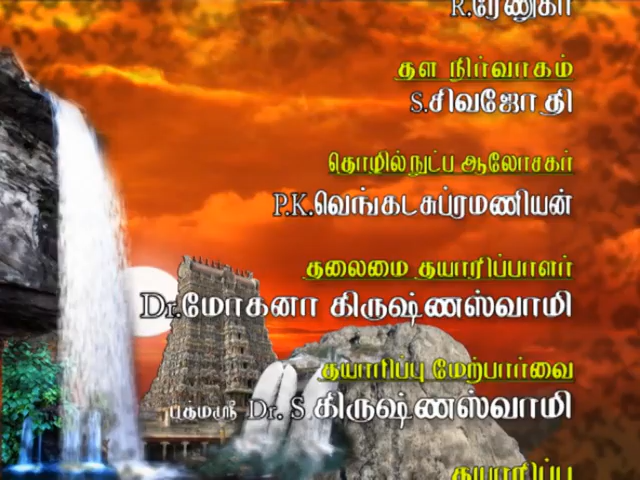 R.ரேணுகா
தள நிர்வாகம்
S.சிவஜோதி
தொழில்நுட்ப ஆலோசகர்
P.K.வெங்கடசுப்ரமணியன்
தலைமை தயாரிப்பாளர்
Dr.மோகனா கிருஷ்ணஸ்வாமி
தயாரிப்பு மேற்பார்வை
பத்மஸ்ரீ Dr. S.கிருஷ்ணஸ்வாமி
தயாரிப்பு